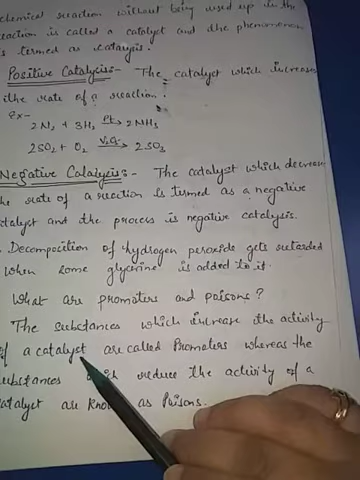 chemical reaction without being used up in the
reaction is called a catalyst and the phenomenon
is termed as catalysis.
Positive Catalysis- The catalyst which increases
the rate of a reaction.
Ex-
2N₂ + 3H₂ Pt→ 2NH₃
2SO₂ + O₂ V₂O₅→ 2SO₃
Negative Catalysis- The catalyst which decrease
the rate of a reaction is termed as a negative
catalyst and the process is negative catalysis.
Decomposition of hydrogen peroxide gets retarded
when some glycerine is added to it
What are promoters and poisons?
The substances which increase the activity
of a catalyst are called Promoters whereas the
substances which reduce the activity of a
catalyst are known as Poisons.